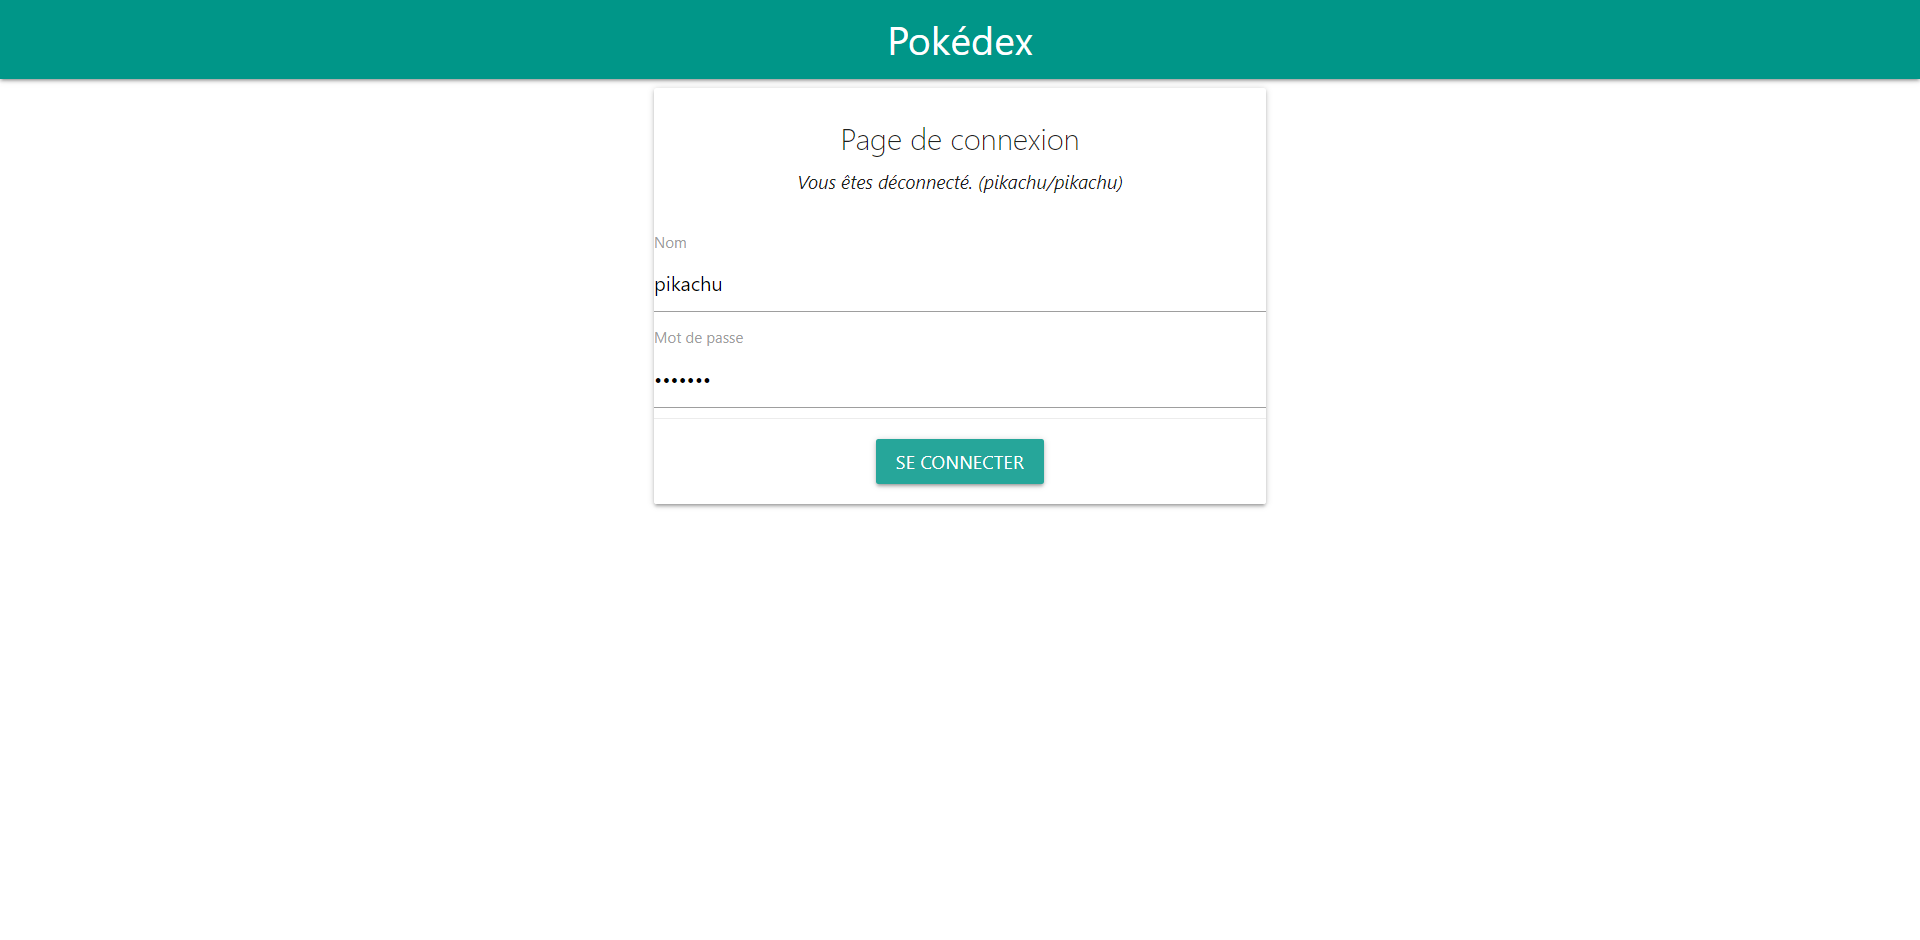 Pokédex
Page de connexion
Vous êtes déconnecté. (pikachu/pikachu)
Nom
pikachu
Mot de passe
•••••••
SE CONNECTER